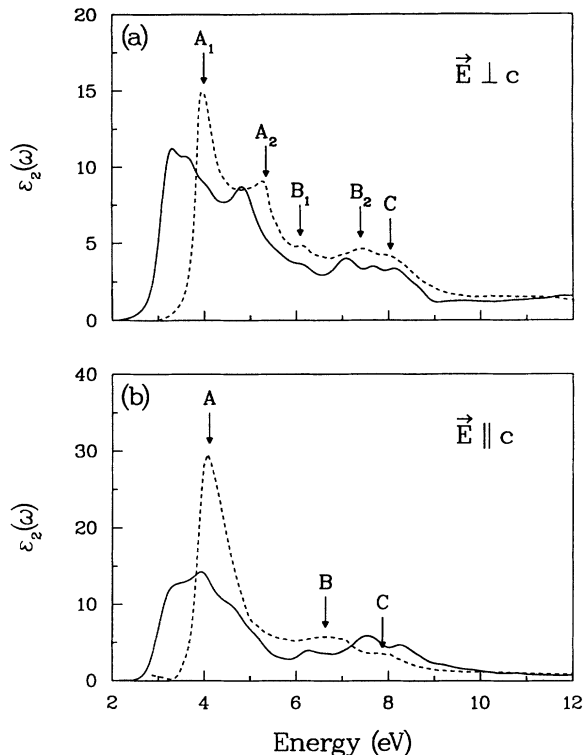 (a)
A₁
E⃗ ⊥ c
A₂
B₁
B₂
C
ε₂(ω)
20
15
10
5
0
(b)
A
E⃗ ∥ c
B
C
ε₂(ω)
40
30
20
10
0
2 4 6 8 10 12
Energy (eV)